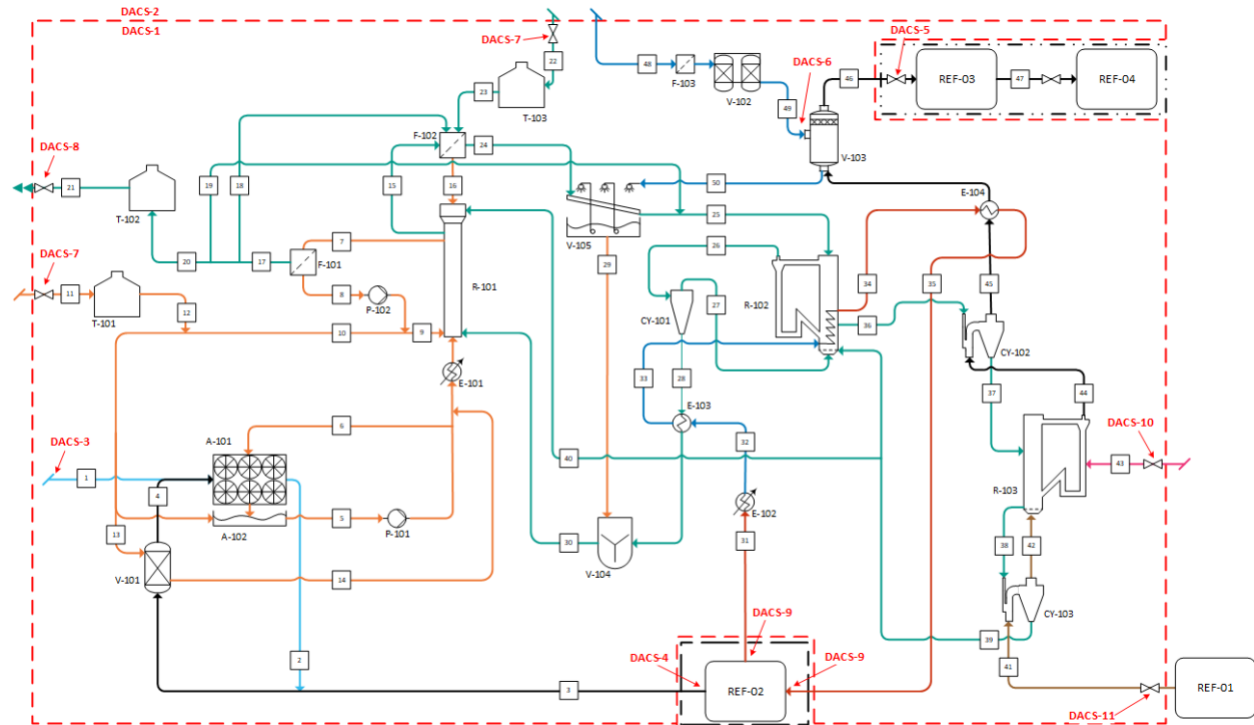 DACS-2
DACS-1
DACS-7
22
48
F-103
V-102
DACS-6
49
46
DACS-5
REF-03
47
REF-04
23
T-103
F-102
24
V-103
DACS-8
21
T-102
19
18
15
16
50
E-104
V-105
25
20
17
7
F-101
26
DACS-7
11
T-101
8
P-102
R-101
29
CY-101
27
R-102
34
35
45
36
CY-102
12
10
9
E-101
33
28
37
44
6
E-103
32
DACS-10
43
R-103
DACS-3
1
A-101
4
40
A-102
5
P-101
E-102
13
V-101
14
30
V-104
31
38
42
CY-103
39
DACS-9
DACS-4
DACS-9
41
2
3
REF-02
REF-01
DACS-11